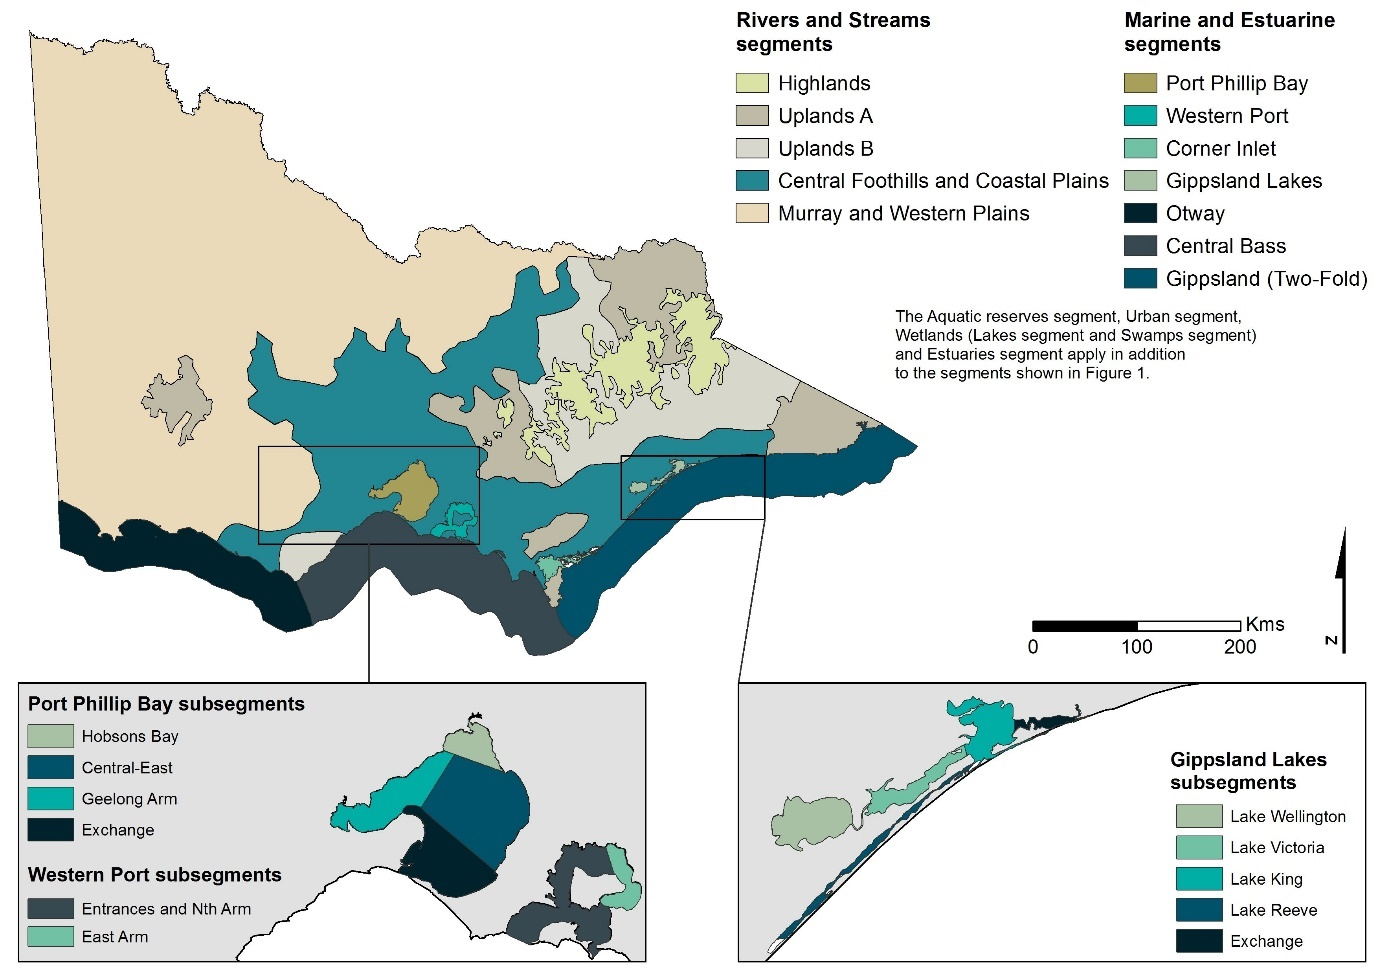 Rivers and Streams
segments
Highlands
Uplands A
Uplands B
Central Foothills and Coastal Plains
Murray and Western Plains
Marine and Estuarine
segments
Port Phillip Bay
Western Port
Corner Inlet
Gippsland Lakes
Otway
Central Bass
Gippsland (Two-Fold)
The Aquatic reserves segment, Urban segment,
Wetlands (Lakes segment and Swamps segment)
and Estuaries segment apply in addition
to the segments shown in Figure 1.
Kms
0 100 200
N
Port Phillip Bay subsegments
Hobsons Bay
Central-East
Geelong Arm
Exchange
Western Port subsegments
Entrances and Nth Arm
East Arm
Gippsland Lakes
subsegments
Lake Wellington
Lake Victoria
Lake King
Lake Reeve
Exchange